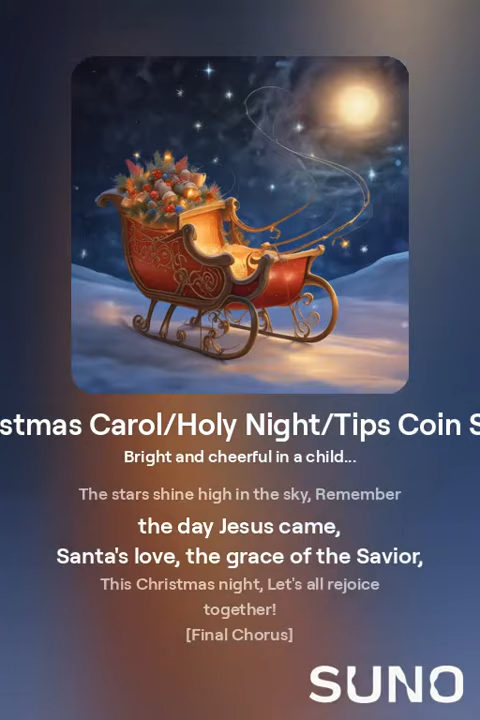 stmas Carol/Holy Night/Tips Coin S
Bright and cheerful in a child...
The stars shine high in the sky, Remember
the day Jesus came,
Santa's love, the grace of the Savior,
This Christmas night, Let's all rejoice
together!
[Final Chorus]
SUNO